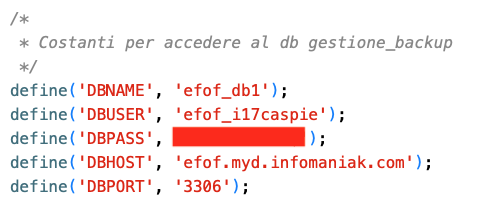 /*
 * Costanti per accedere al db gestione_backup
 */
define('DBNAME', 'efof_db1');
define('DBUSER', 'efof_i17caspie');
define('DBPASS', );
define('DBHOST', 'efof.myd.infomaniak.com');
define('DBPORT', '3306');